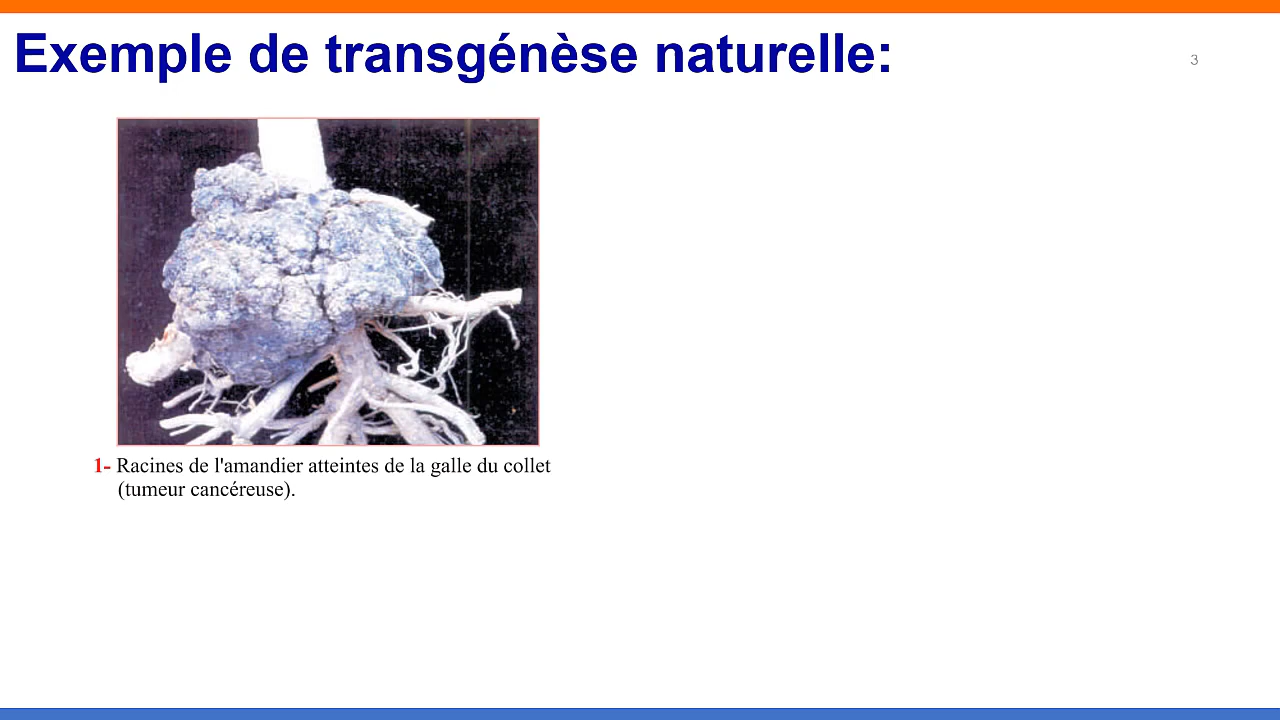 Exemple de transgénèse naturelle:
3
1- Racines de l'amandier atteintes de la galle du collet
(tumeur cancéreuse).